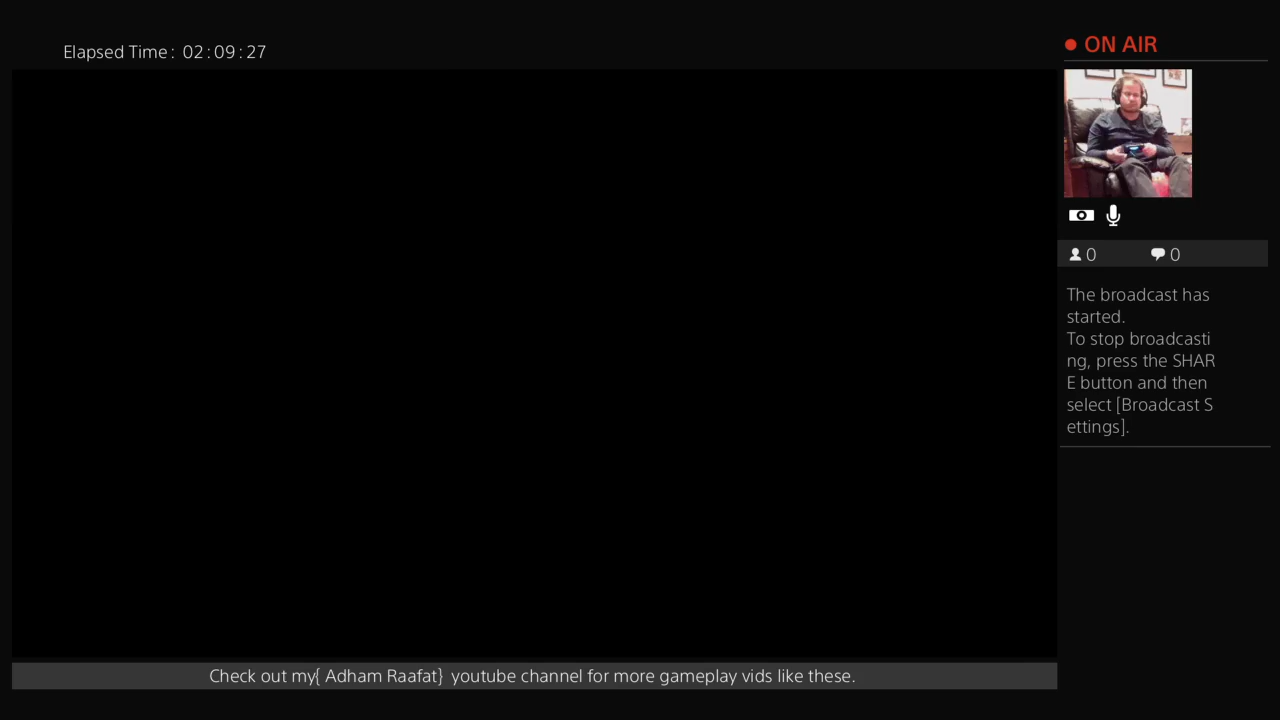 Elapsed Time: 02:09:27
ON AIR
0 0
The broadcast has
started.
To stop broadcasti
ng, press the SHAR
E button and then
select [Broadcast S
ettings].
Check out my{ Adham Raafat} youtube channel for more gameplay vids like these.